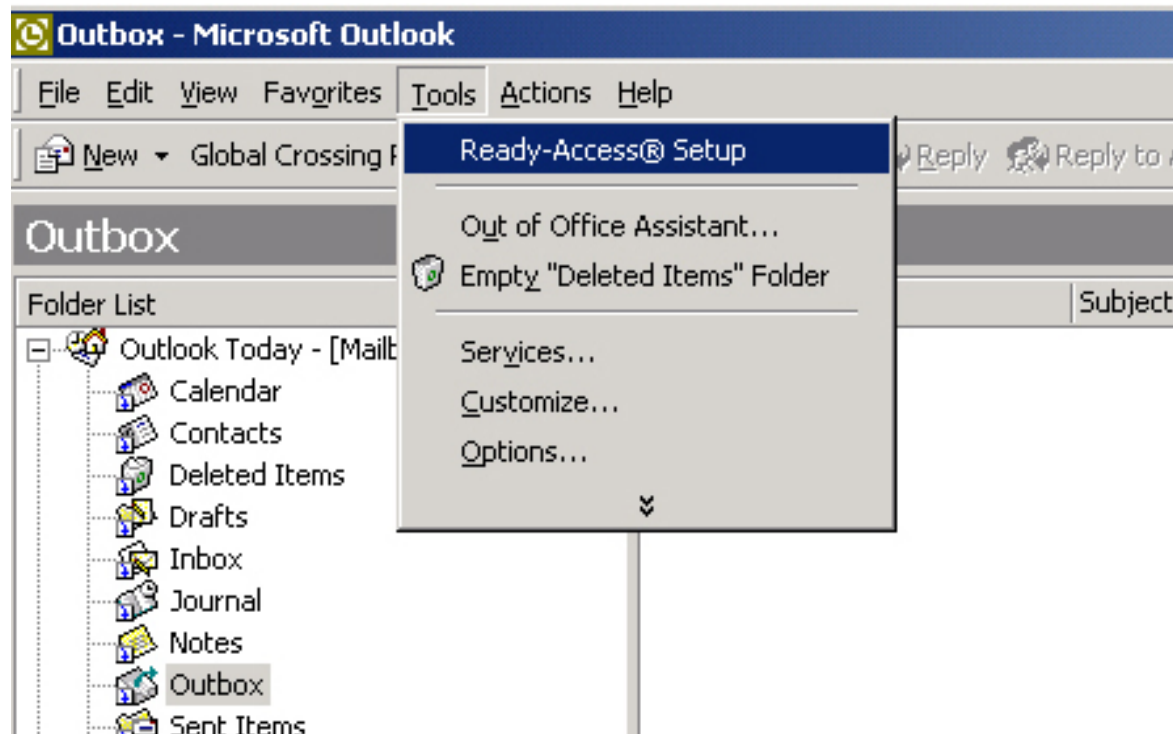 Outbox - Microsoft Outlook
File Edit View Favorites Tools Actions Help
New Global Crossing Reply Reply to
Ready-Access® Setup
Out of Office Assistant...
Empty "Deleted Items" Folder
Services...
Customize...
Options...
Outbox
Folder List Subject
Outlook Today - [Mailb
Calendar
Contacts
Deleted Items
Drafts
Inbox
Journal
Notes
Outbox
Sent Items